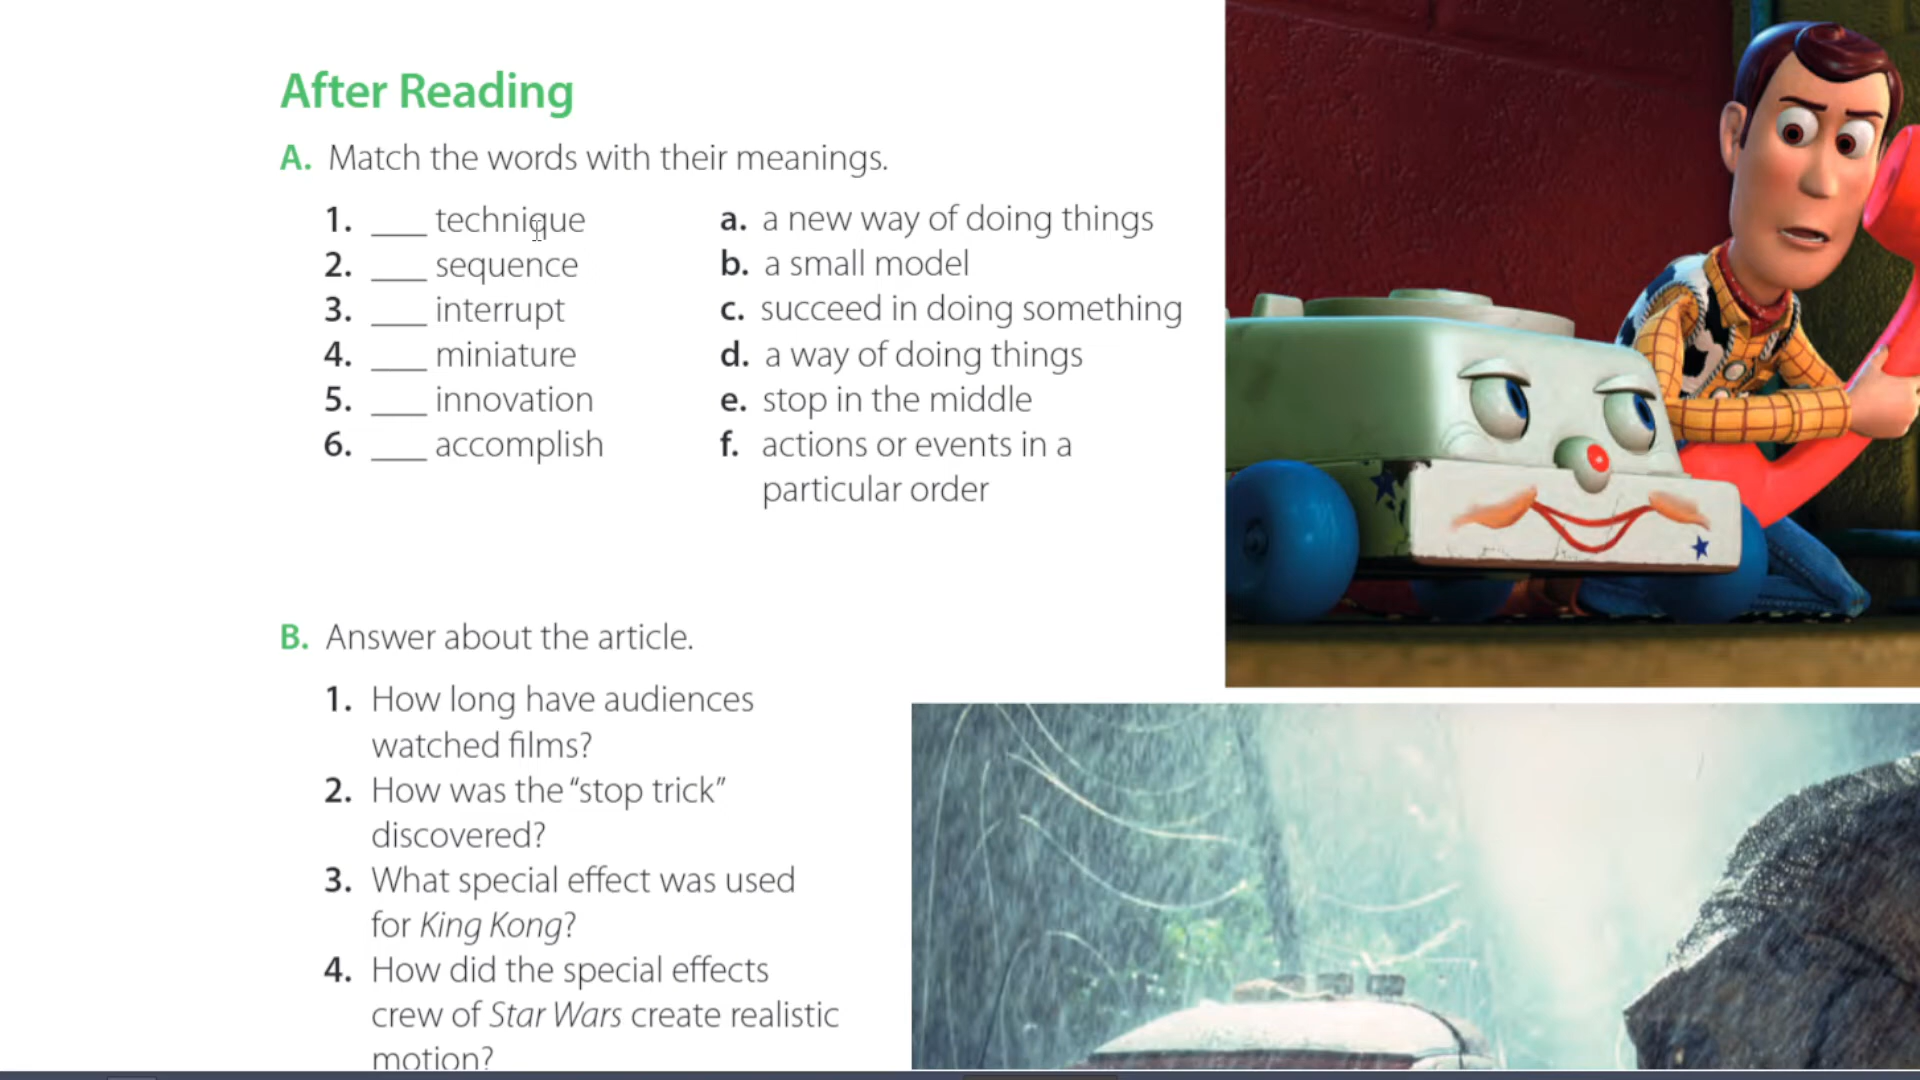 After Reading
A. Match the words with their meanings.
1. ___ technique
2. ___ sequence
3. ___ interrupt
4. ___ miniature
5. ___ innovation
6. ___ accomplish
a. a new way of doing things
b. a small model
c. succeed in doing something
d. a way of doing things
e. stop in the middle
f. actions or events in a
particular order
B. Answer about the article.
1. How long have audiences
watched films?
2. How was the “stop trick”
discovered?
3. What special effect was used
for King Kong?
4. How did the special effects
crew of Star Wars create realistic
motion?